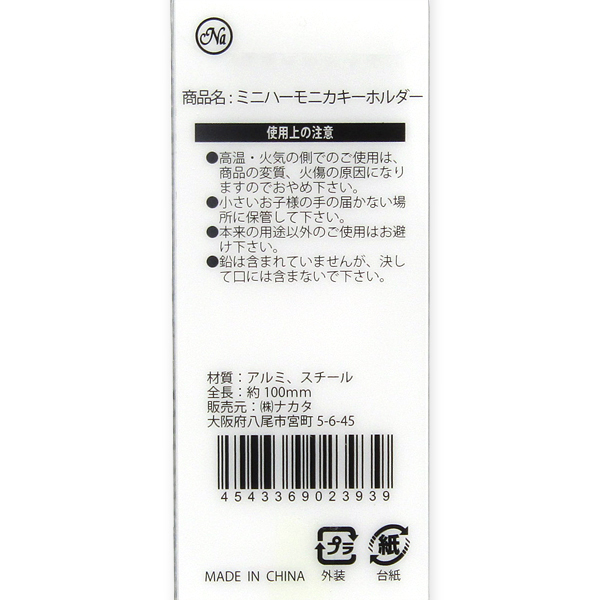 Na
商品名：ミニハーモニカキーホルダー
使用上の注意
●高温・火気の側でのご使用は、
商品の変質、火傷の原因になり
ますのでおやめ下さい。
●小さいお子様の手の届かない場
所に保管して下さい。
●本来の用途以外のご使用はお避
け下さい。
●鉛は含まれていませんが、決し
て口には含まないで下さい。
材質：アルミ、スチール
全長：約100mm
販売元：㈱ナカタ
大阪府八尾市宮町 5-6-45
4543369023939
プラ 紙
MADE IN CHINA 外装 台紙